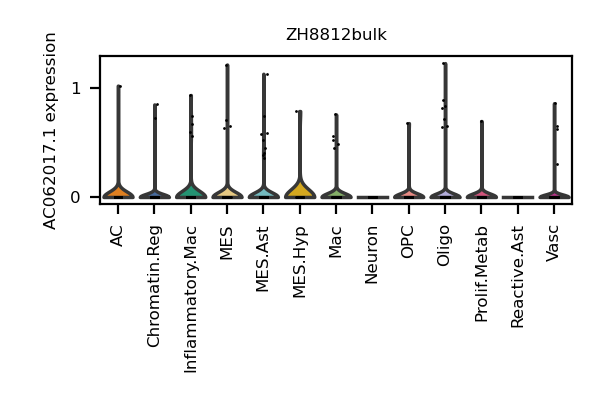 ZH8812bulk
AC062017.1 expression
1
0
AC
Chromatin.Reg
Inflammatory.Mac
MES
MES.Ast
MES.Hyp
Mac
Neuron
OPC
Oligo
Prolif.Metab
Reactive.Ast
Vasc